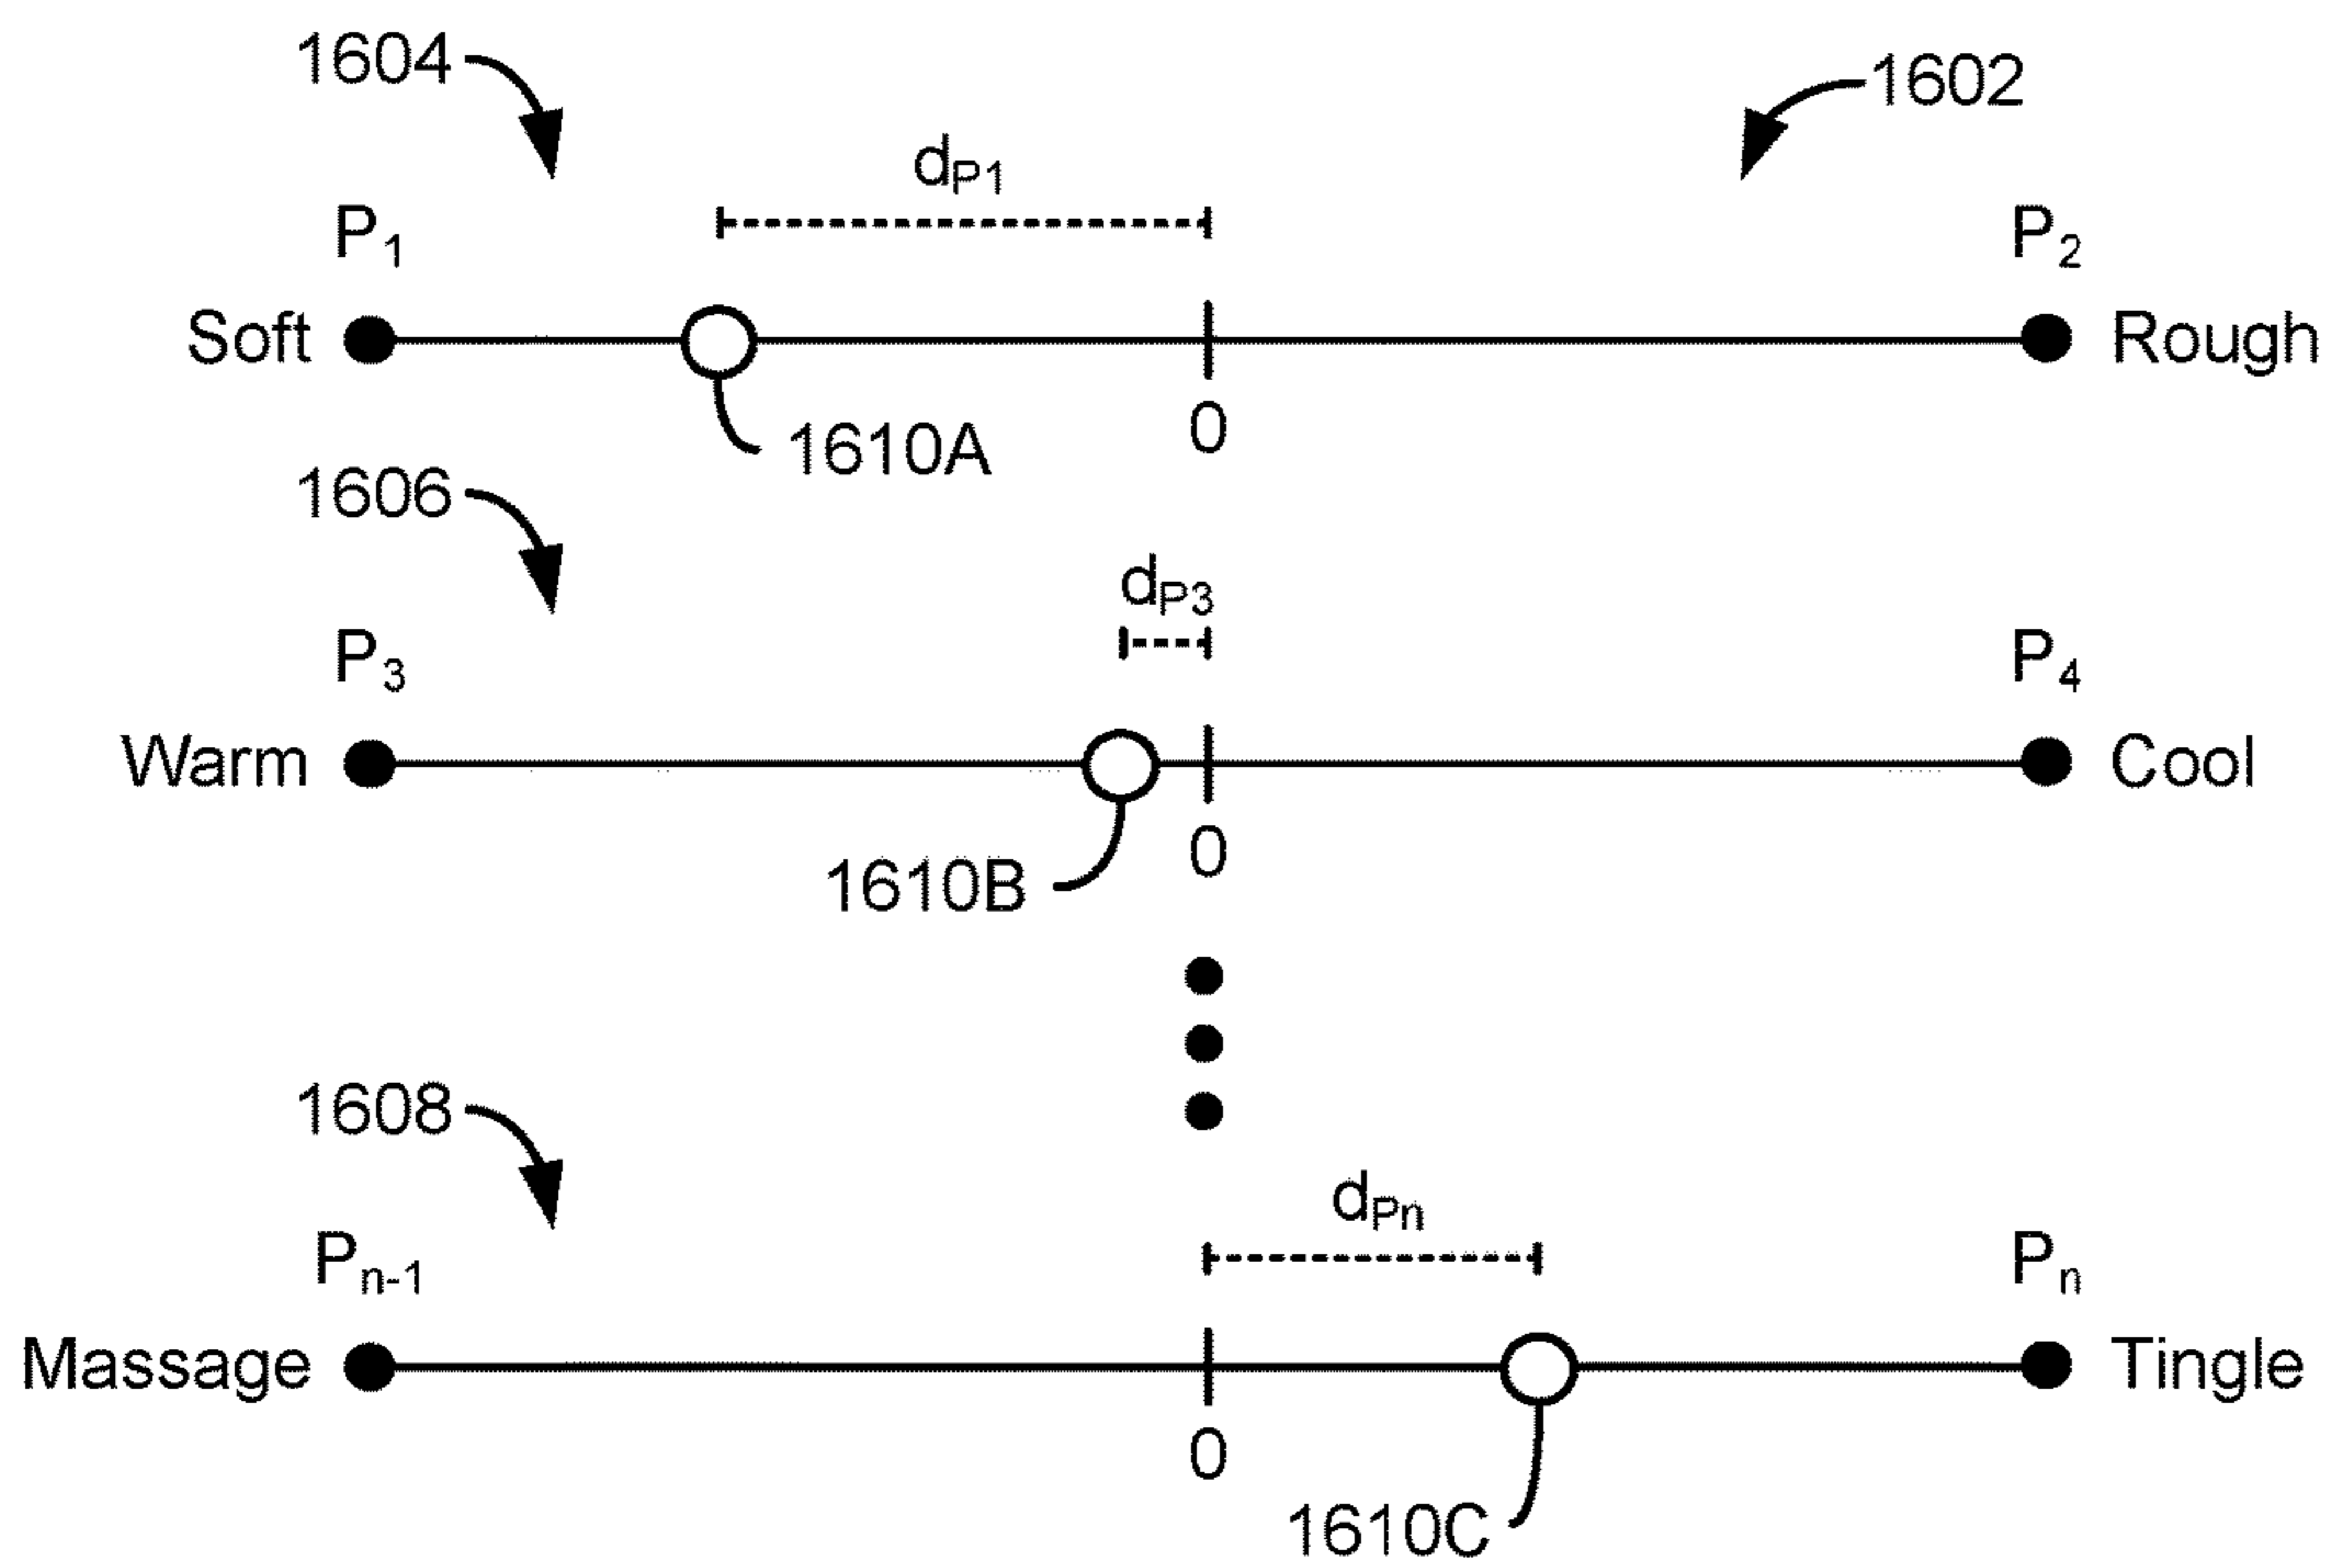 1604
1602
dP1
P1
P2
Soft
Rough
1610A
0
1606
dP3
P3
P4
Warm
Cool
1610B
0
1608
dPn
Pn-1
Pn
Massage
Tingle
0
1610C